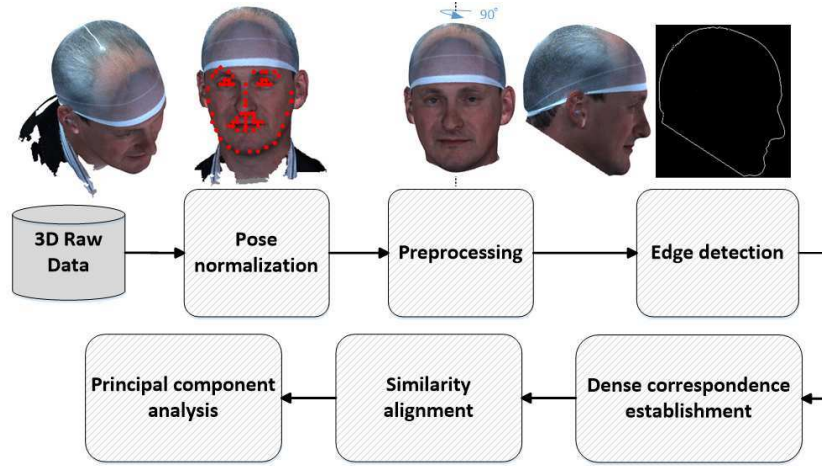 90°
3D Raw
Data
Pose
normalization
Preprocessing
Edge detection
Principal component
analysis
Similarity
alignment
Dense correspondence
establishment